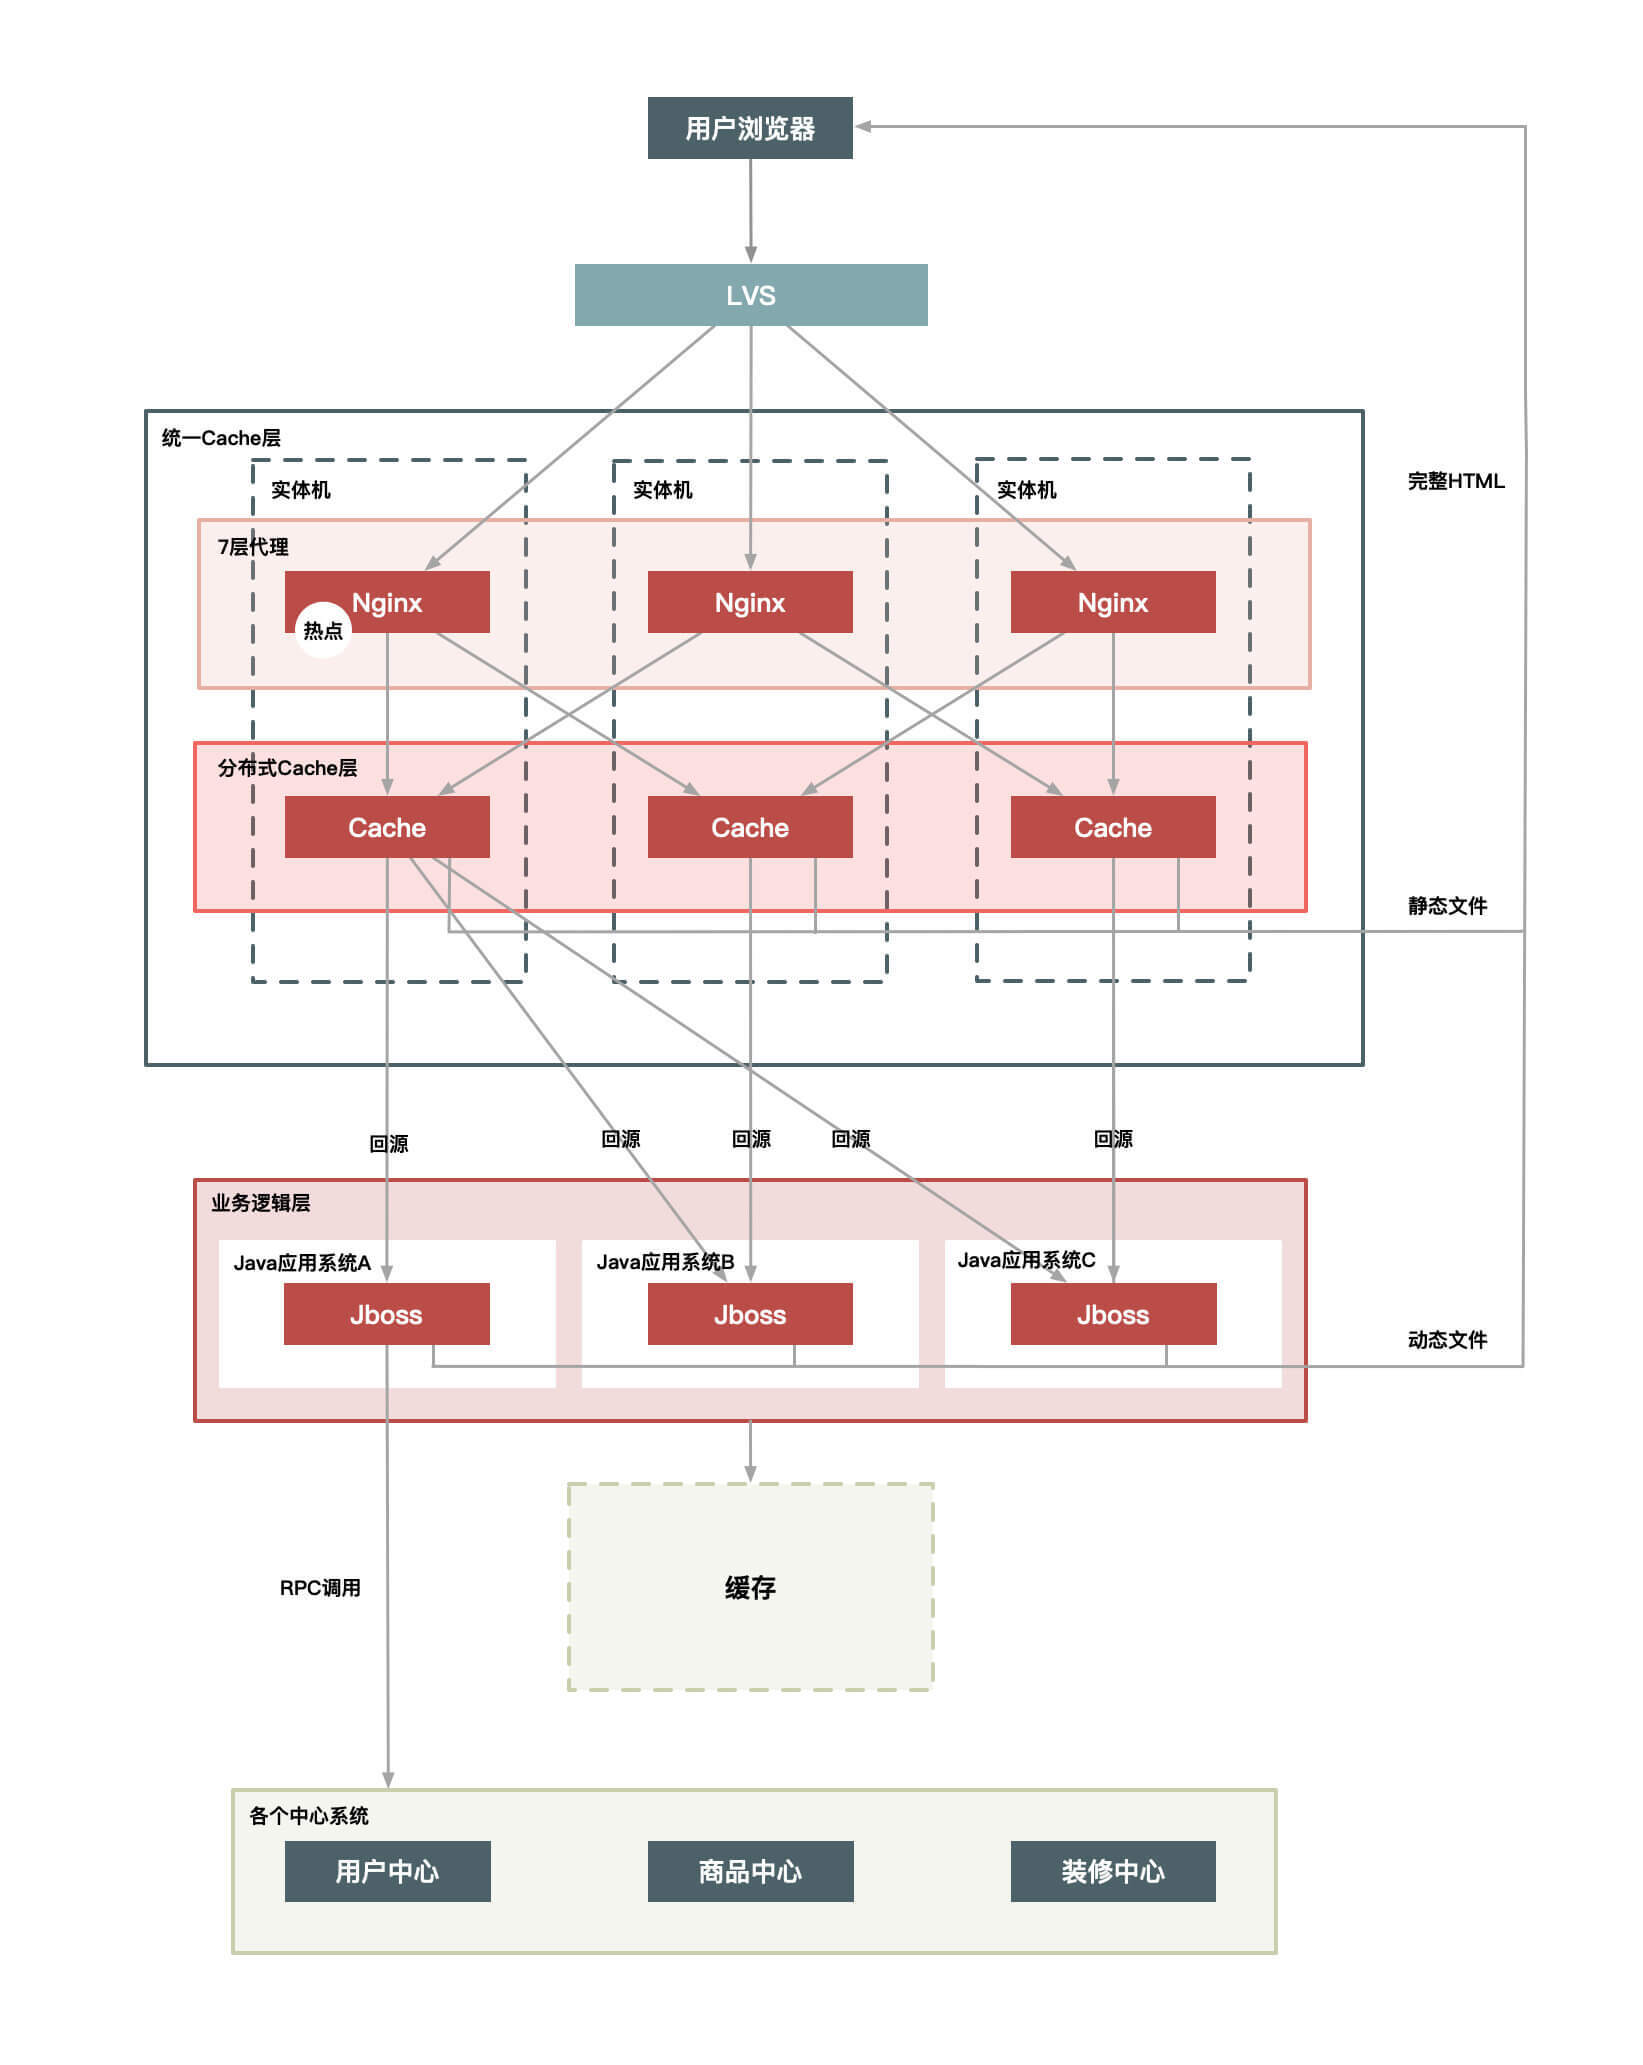 用户浏览器
LVS
统一Cache层
实体机
实体机
实体机
完整HTML
7层代理
Nginx
Nginx
Nginx
热点
分布式Cache层
Cache
Cache
Cache
静态文件
回源
回源
回源
回源
回源
业务逻辑层
Java应用系统A
Java应用系统B
Java应用系统C
Jboss
Jboss
Jboss
动态文件
RPC调用
缓存
各个中心系统
用户中心
商品中心
装修中心